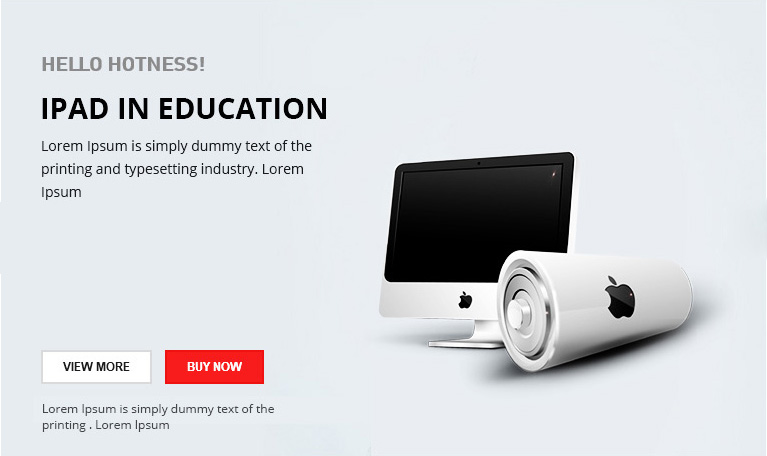 HELLO HOTNESS!
IPAD IN EDUCATION
Lorem Ipsum is simply dummy text of the
printing and typesetting industry. Lorem
Ipsum
VIEW MORE
BUY NOW
Lorem Ipsum is simply dummy text of the
printing . Lorem Ipsum